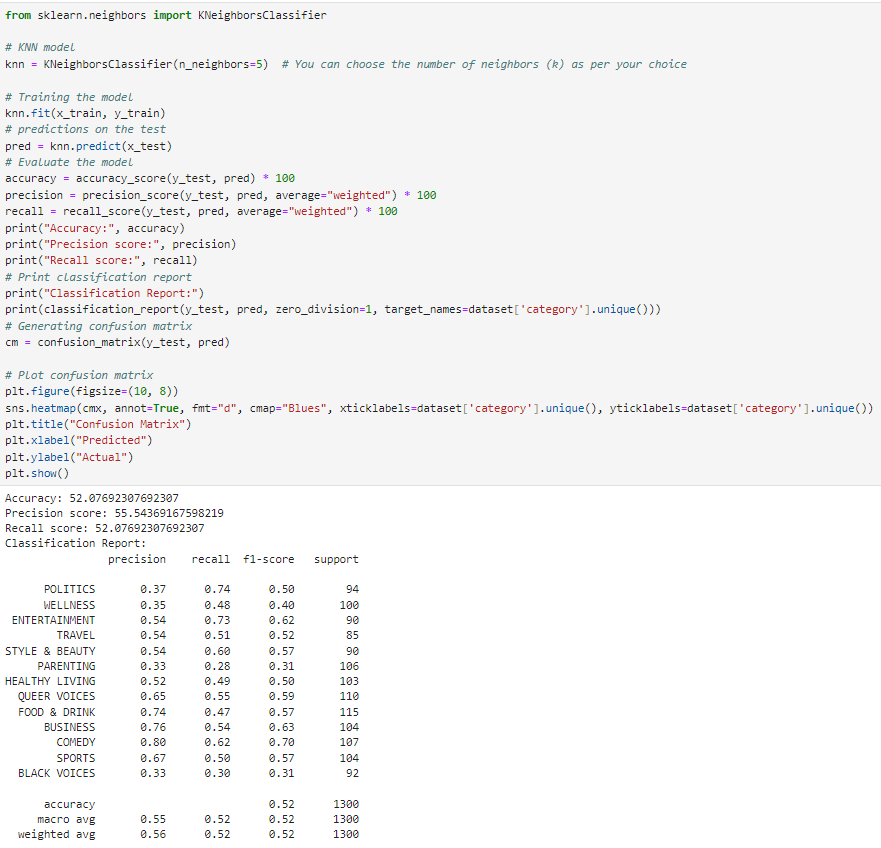 from sklearn.neighbors import KNeighborsClassifier
# KNN model
knn = KNeighborsClassifier(n_neighbors=5)  # You can choose the number of neighbors (k) as per your choice
# Training the model
knn.fit(x_train, y_train)
# predictions on the test
pred = knn.predict(x_test)
# Evaluate the model
accuracy = accuracy_score(y_test, pred) * 100
precision = precision_score(y_test, pred, average="weighted") * 100
recall = recall_score(y_test, pred, average="weighted") * 100
print("Accuracy:", accuracy)
print("Precision score:", precision)
print("Recall score:", recall)
# Print classification report
print("Classification Report:")
print(classification_report(y_test, pred, zero_division=1, target_names=dataset['category'].unique()))
# Generating confusion matrix
cm = confusion_matrix(y_test, pred)
# Plot confusion matrix
plt.figure(figsize=(10, 8))
sns.heatmap(cmx, annot=True, fmt="d", cmap="Blues", xticklabels=dataset['category'].unique(), yticklabels=dataset['category'].unique())
plt.title("Confusion Matrix")
plt.xlabel("Predicted")
plt.ylabel("Actual")
plt.show()
Accuracy: 52.07692307692307
Precision score: 55.54369167598219
Recall score: 52.07692307692307
Classification Report:
precision recall f1-score support
POLITICS 0.37 0.74 0.50 94
WELLNESS 0.35 0.48 0.40 100
ENTERTAINMENT 0.54 0.73 0.62 90
TRAVEL 0.54 0.51 0.52 85
STYLE & BEAUTY 0.54 0.60 0.57 90
PARENTING 0.33 0.28 0.31 106
HEALTHY LIVING 0.52 0.49 0.50 103
QUEER VOICES 0.65 0.55 0.59 110
FOOD & DRINK 0.74 0.47 0.57 115
BUSINESS 0.76 0.54 0.63 104
COMEDY 0.80 0.62 0.70 107
SPORTS 0.67 0.50 0.57 104
BLACK VOICES 0.33 0.30 0.31 92
accuracy 0.52 1300
macro avg 0.55 0.52 0.52 1300
weighted avg 0.56 0.52 0.52 1300